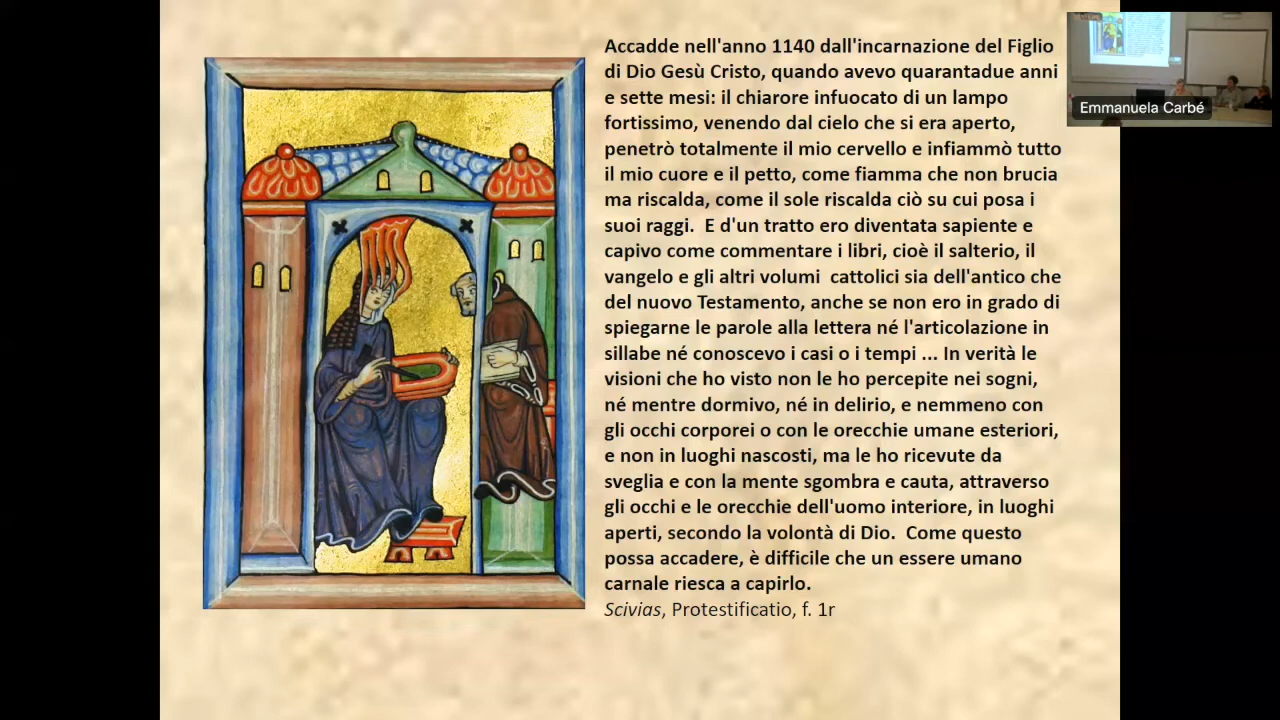 Accadde nell'anno 1140 dall'incarnazione del Figlio
di Dio Gesù Cristo, quando avevo quarantadue anni
e sette mesi: il chiarore infuocato di un lampo
fortissimo, venendo dal cielo che si era aperto,
penetrò totalmente il mio cervello e infiammò tutto
il mio cuore e il petto, come fiamma che non brucia
ma riscalda, come il sole riscalda ciò su cui posa i
suoi raggi. E d'un tratto ero diventata sapiente e
capivo come commentare i libri, cioè il salterio, il
vangelo e gli altri volumi cattolici sia dell'antico che
del nuovo Testamento, anche se non ero in grado di
spiegarne le parole alla lettera né l'articolazione in
sillabe né conoscevo i casi o i tempi ... In verità le
visioni che ho visto non le ho percepite nei sogni,
né mentre dormivo, né in delirio, e nemmeno con
gli occhi corporei o con le orecchie umane esteriori,
e non in luoghi nascosti, ma le ho ricevute da
sveglia e con la mente sgombra e cauta, attraverso
gli occhi e le orecchie dell'uomo interiore, in luoghi
aperti, secondo la volontà di Dio. Come questo
possa accadere, è difficile che un essere umano
carnale riesca a capirlo.
Scivias, Protestificatio, f. 1r
Emmanuela Carbé